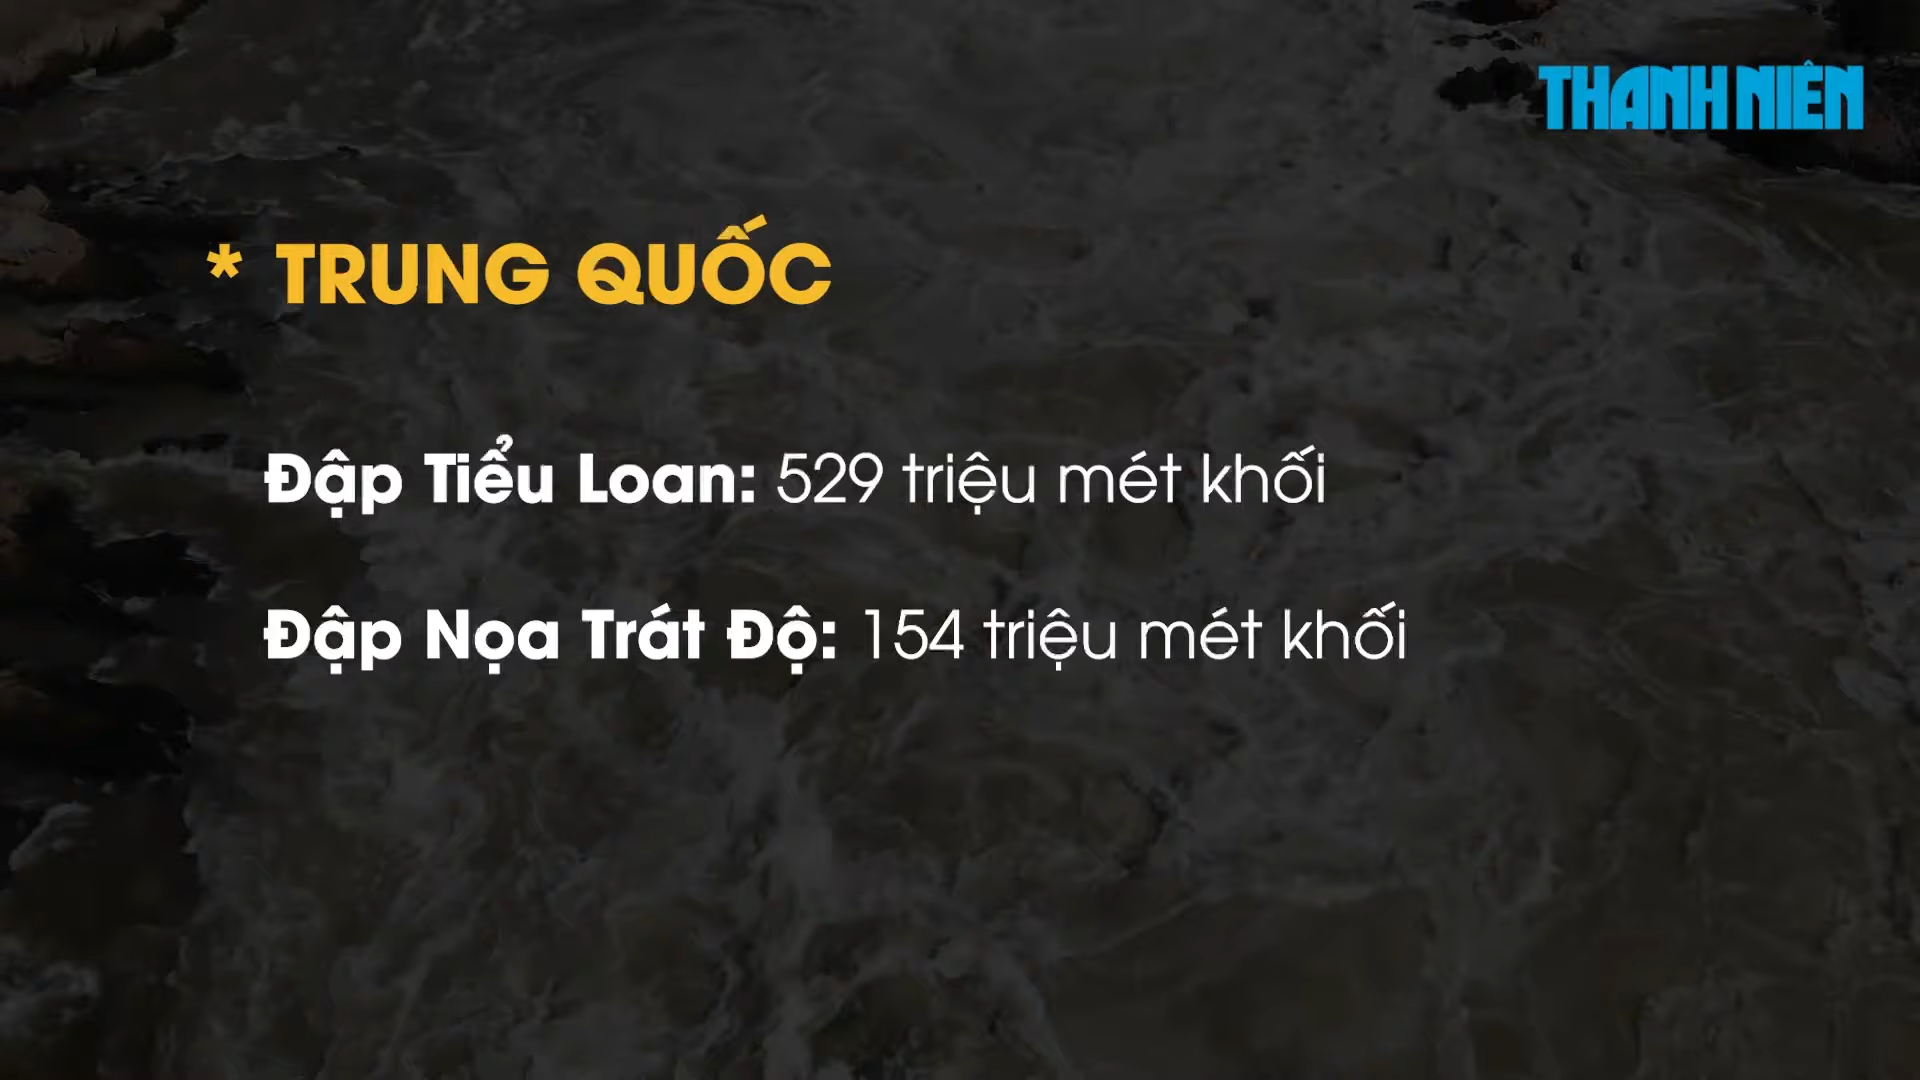 THANH NIÊN
* TRUNG QUỐC
Đập Tiểu Loan: 529 triệu mét khối
Đập Nọa Trát Độ: 154 triệu mét khối